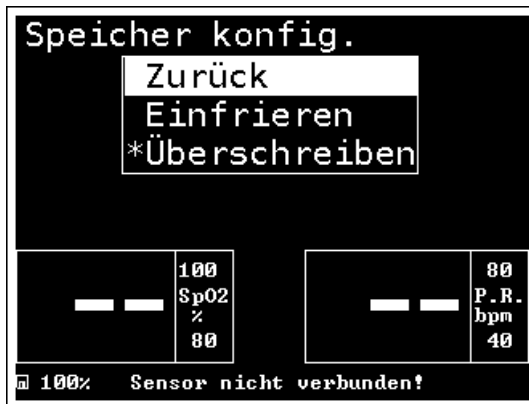 Speicher konfig.
Zurück
Einfrieren
*Überschreiben
100
SpO2
%
80
80
P.R.
bpm
40
100% Sensor nicht verbunden!